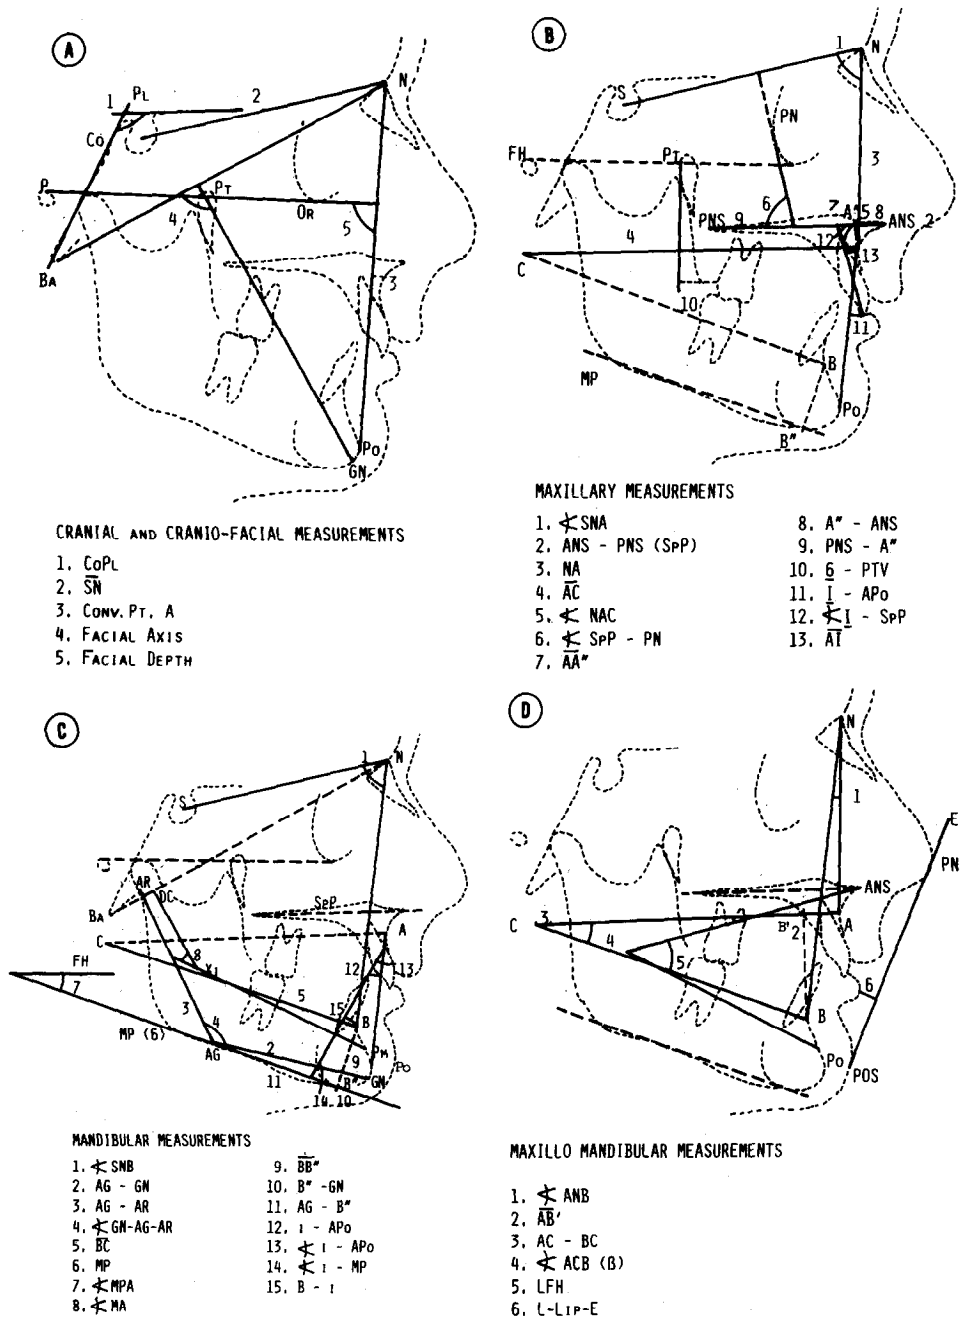 A
PL
1
2
N
Co
P
PT
4
OR
5
3
BA
PO
GN
CRANIAL AND CRANIO-FACIAL MEASUREMENTS
1. COPL
2. S̅N̅
3. CONV. PT. A
4. FACIAL AXIS
5. FACIAL DEPTH
B
1
N
S
PN
FH
PT
3
6
7
PNS 9
A" 5 8
ANS 2
4
12
13
C
10
11
B
MP
PO
B"
MAXILLARY MEASUREMENTS
1. ∢SNA
2. ANS - PNS (SPP)
3. NA
4. A̅C̅
5. ∢ NAC
6. ∢ SPP - PN
7. A̅A̅"
8. A" - ANS
9. PNS - A"
10. 6̲ - PTV
11. I̲ - APO
12. ∢I̲ - SPP
13. A̅I̲̅
C
1
N
S
AR
DC
BA
SPP
C
A
8
XI
12
13
FH
7
5
3
4
15
B
MP (6)
PM
AG
2
9
PO
11
B"
GN
14 10
MANDIBULAR MEASUREMENTS
1. ∢SNB
2. AG - GN
3. AG - AR
4. ∢GN-AG-AR
5. B̅C̅
6. MP
7. ∢MPA
8. ∢MA
9. B̅B̅"
10. B" -GN
11. AG - B"
12. ı - APO
13. ∢ ı - APO
14. ∢ ı - MP
15. B - ı
D
N
1
E
PN
ANS
C
3
A
4
B' 2
5
6
B
PO
POS
MAXILLO MANDIBULAR MEASUREMENTS
1. ∢ ANB
2. A̅B̅'
3. AC - BC
4. ∢ ACB (ß)
5. LFH
6. L-LIP-E